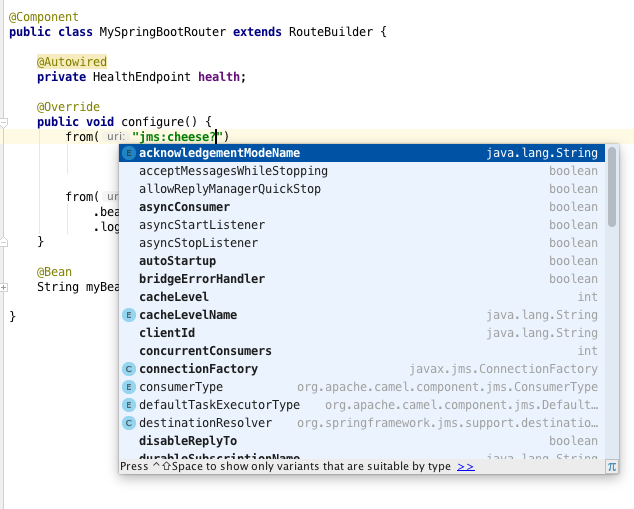 @Component
public class MySpringBootRouter extends RouteBuilder {
@Autowired
private HealthEndpoint health;
@Override
public void configure() {
from( uri: "jms:cheese?")
E acknowledgementModeName java.lang.String
acceptMessagesWhileStopping boolean
allowReplyManagerQuickStop boolean
from( ur
asyncConsumer boolean
.bea
asyncStartListener boolean
.log
asyncStopListener boolean
}
autoStartup boolean
@Bean
bridgeErrorHandler boolean
String myBea
cacheLevel int
E cacheLevelName java.lang.String
}
clientId java.lang.String
concurrentConsumers int
C connectionFactory javax.jms.ConnectionFactory
E consumerType org.apache.camel.component.jms.ConsumerType
E defaultTaskExecutorType org.apache.camel.component.jms.Default…
C destinationResolver org.springframework.jms.support.destinatio…
disableReplyTo boolean
durableSubscriptionName java.lang.String
Press ^⇧Space to show only variants that are suitable by type >> π